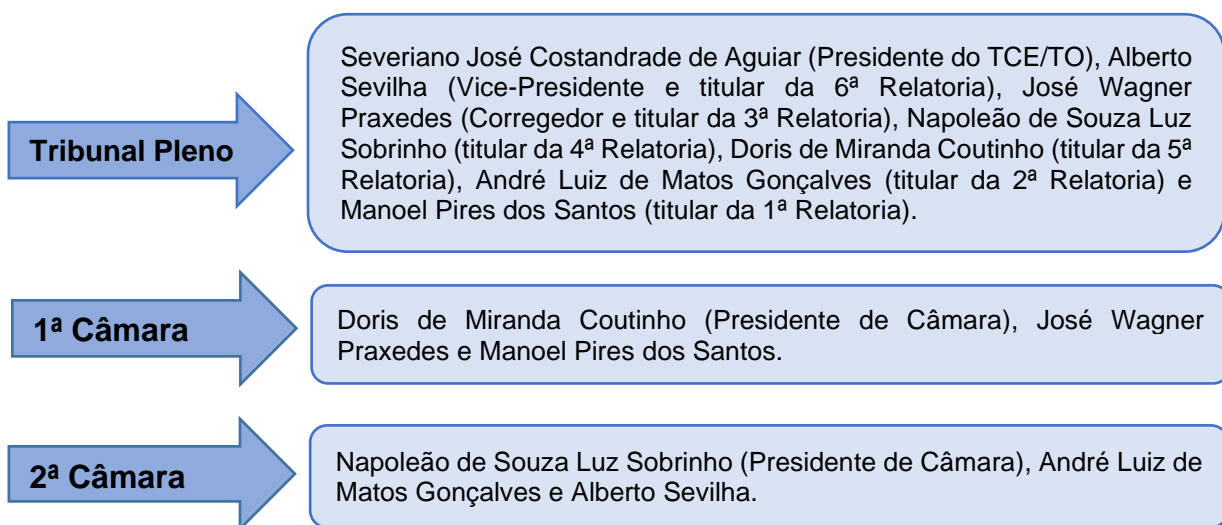 Tribunal Pleno
Severiano José Costandrade de Aguiar (Presidente do TCE/TO), Alberto
Sevilha (Vice-Presidente e titular da 6ª Relatoria), José Wagner
Praxedes (Corregedor e titular da 3ª Relatoria), Napoleão de Souza Luz
Sobrinho (titular da 4ª Relatoria), Doris de Miranda Coutinho (titular da 5ª
Relatoria), André Luiz de Matos Gonçalves (titular da 2ª Relatoria) e
Manoel Pires dos Santos (titular da 1ª Relatoria).
1ª Câmara
Doris de Miranda Coutinho (Presidente de Câmara), José Wagner
Praxedes e Manoel Pires dos Santos.
2ª Câmara
Napoleão de Souza Luz Sobrinho (Presidente de Câmara), André Luiz de
Matos Gonçalves e Alberto Sevilha.